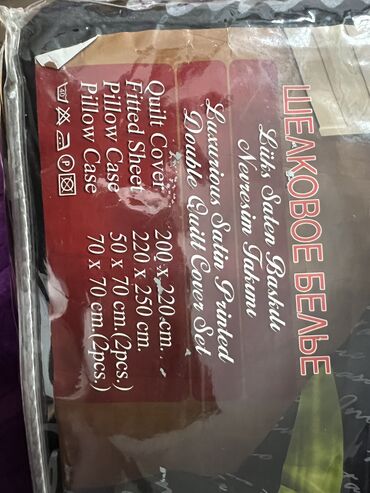 ШЕЛКОВОЕ БЕЛЬЕ
Lüks Saten Baskılı
Nevresim Takımı
Luxurious Satin Printed
Double Quilt Cover Set
Quilt Cover 200 x 220 cm.
Fitted Sheet 220 x 250 cm.
Pillow Case 50 x 70 cm. (2pcs.)
Pillow Case 70 x 70 cm. (2pcs.)